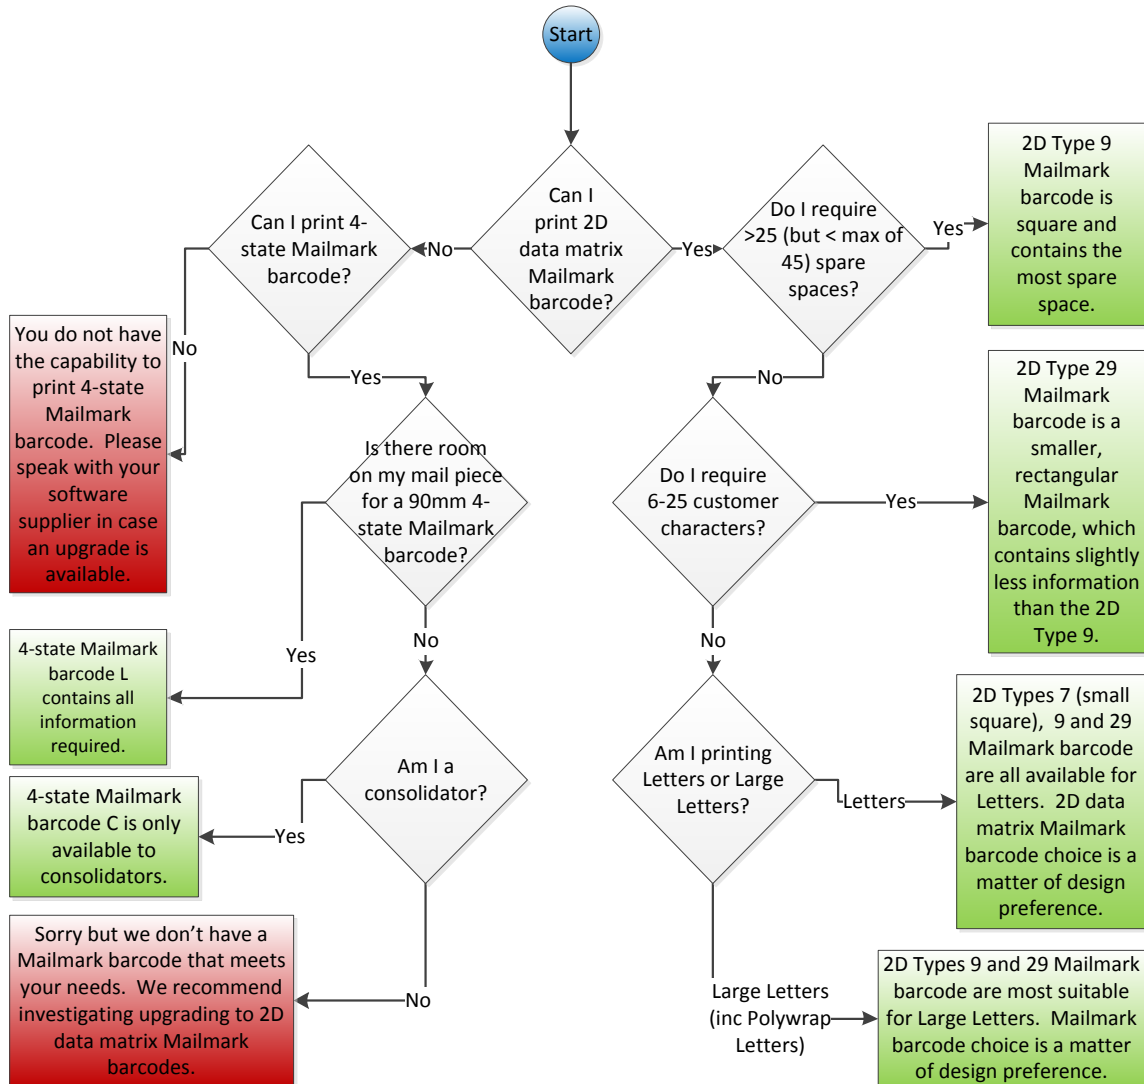 Start
Can I print 4-
state Mailmark
barcode?
No
Can I
print 2D
data matrix
Mailmark
barcode?
Yes
Do I require
>25 (but < max of
45) spare
spaces?
Yes
2D Type 9
Mailmark
barcode is
square and
contains the
most spare
space.
No
You do not have
the capability to
print 4-state
Mailmark
barcode.  Please
speak with your
software
supplier in case
an upgrade is
available.
Yes
No
Is there room
on my mail piece
for a 90mm 4-
state Mailmark
barcode?
Do I require
6-25 customer
characters?
Yes
2D Type 29
Mailmark
barcode is a
smaller,
rectangular
Mailmark
barcode, which
contains slightly
less information
than the 2D
Type 9.
Yes
No
No
4-state Mailmark
barcode L
contains all
information
required.
Am I a
consolidator?
Am I printing
Letters or Large
Letters?
Letters
2D Types 7 (small
square),  9 and 29
Mailmark barcode
are all available for
Letters.  2D data
matrix Mailmark
barcode choice is a
matter of design
preference.
Yes
4-state Mailmark
barcode C is only
available to
consolidators.
No
Sorry but we don’t have a
Mailmark barcode that meets
your needs.  We recommend
investigating upgrading to 2D
data matrix Mailmark
barcodes.
Large Letters
(inc Polywrap
Letters)
2D Types 9 and 29 Mailmark
barcode are most suitable
for Large Letters.  Mailmark
barcode choice is a matter
of design preference.